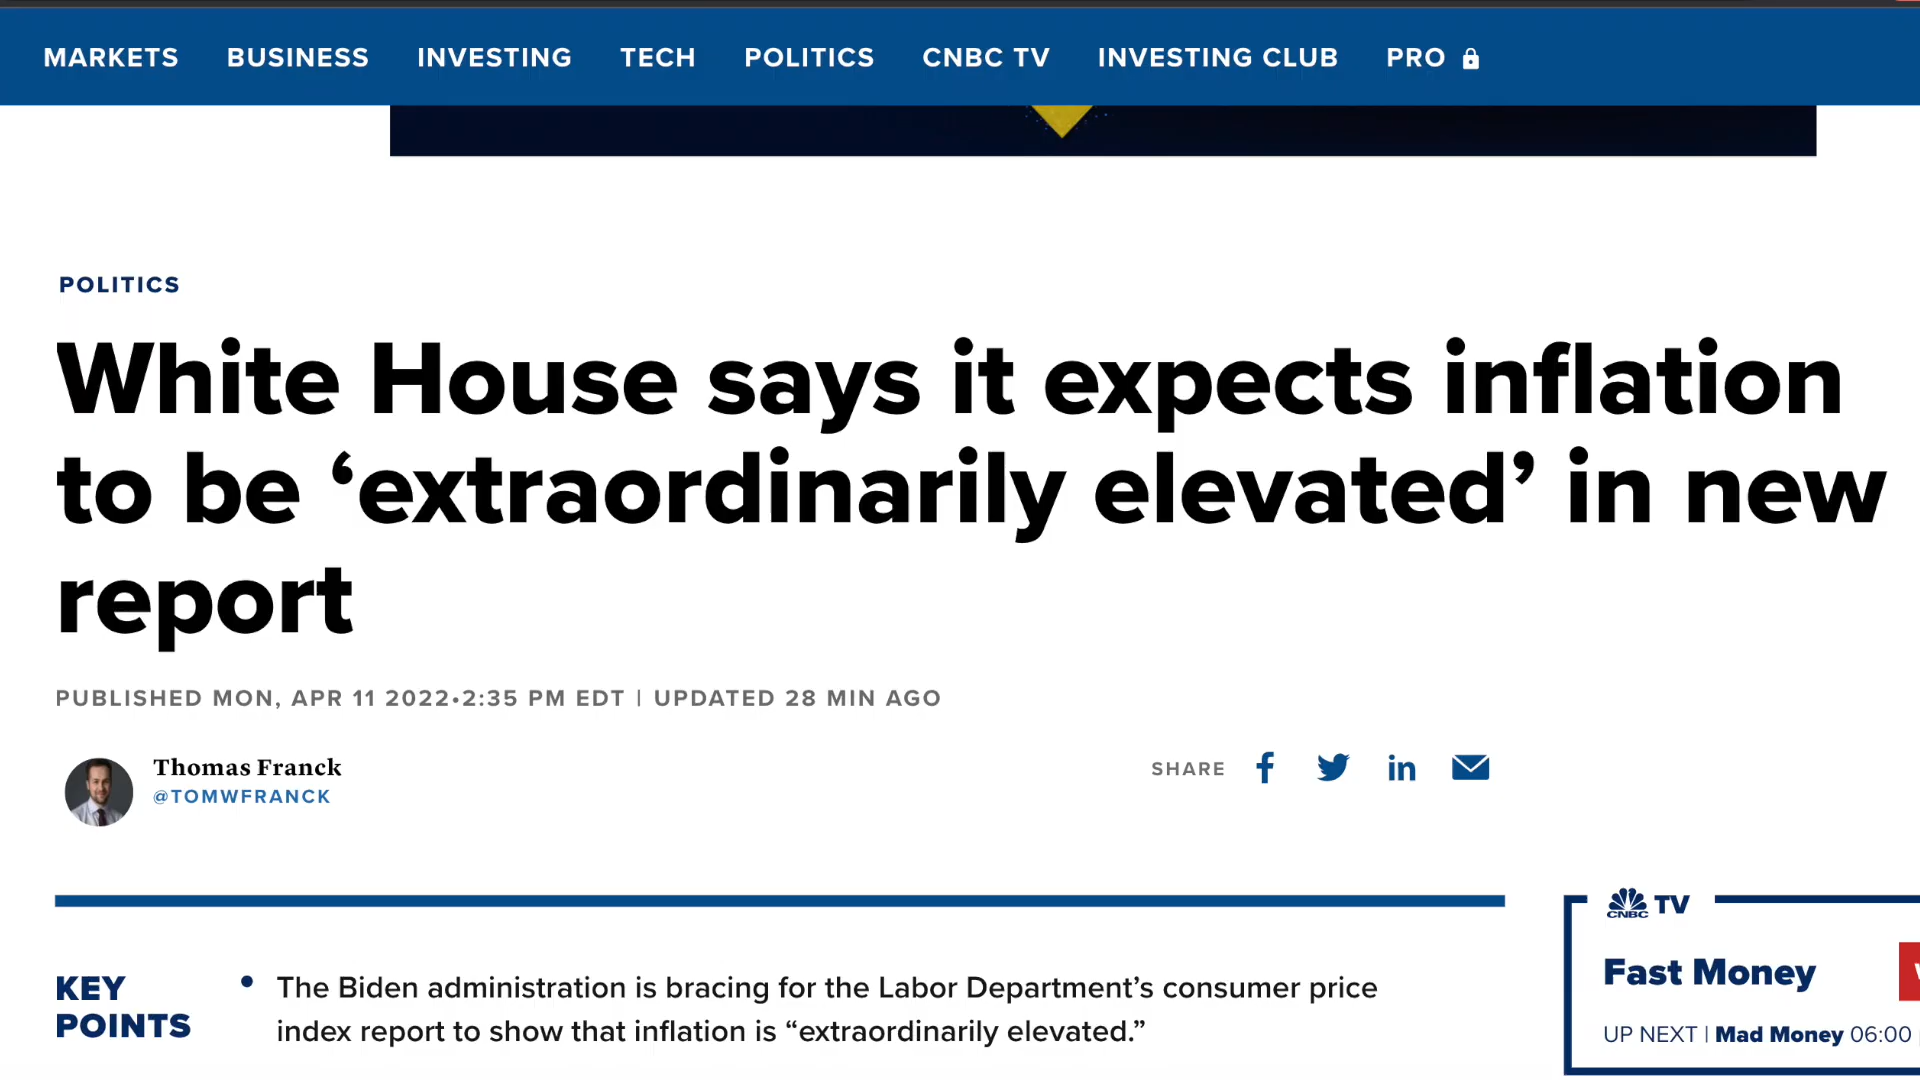 MARKETS BUSINESS INVESTING TECH POLITICS CNBC TV INVESTING CLUB PRO
POLITICS
White House says it expects inflation
to be ‘extraordinarily elevated’ in new
report
PUBLISHED MON, APR 11 2022•2:35 PM EDT | UPDATED 28 MIN AGO
Thomas Franck
@TOMWFRANCK
SHARE
KEY
POINTS
• The Biden administration is bracing for the Labor Department’s consumer price
index report to show that inflation is “extraordinarily elevated.”
CNBC TV
Fast Money
UP NEXT | Mad Money 06:00